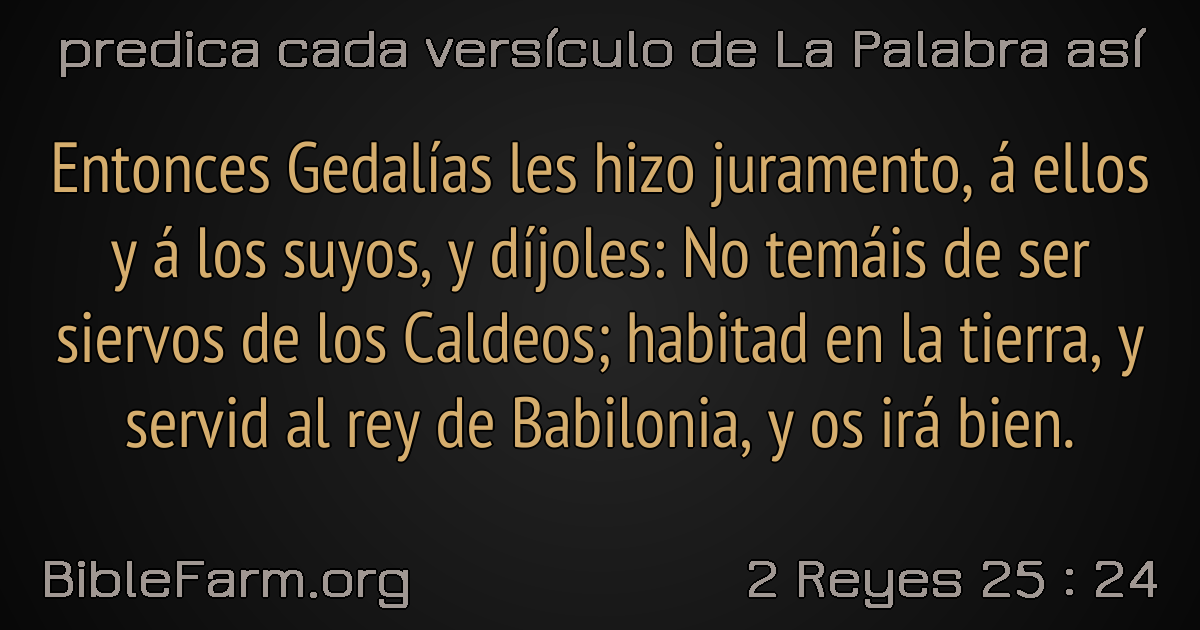 predica cada versículo de La Palabra así
Entonces Gedalías les hizo juramento, á ellos
y á los suyos, y díjoles: No temáis de ser
siervos de los Caldeos; habitad en la tierra, y
servid al rey de Babilonia, y os irá bien.
BibleFarm.org
2 Reyes 25 : 24